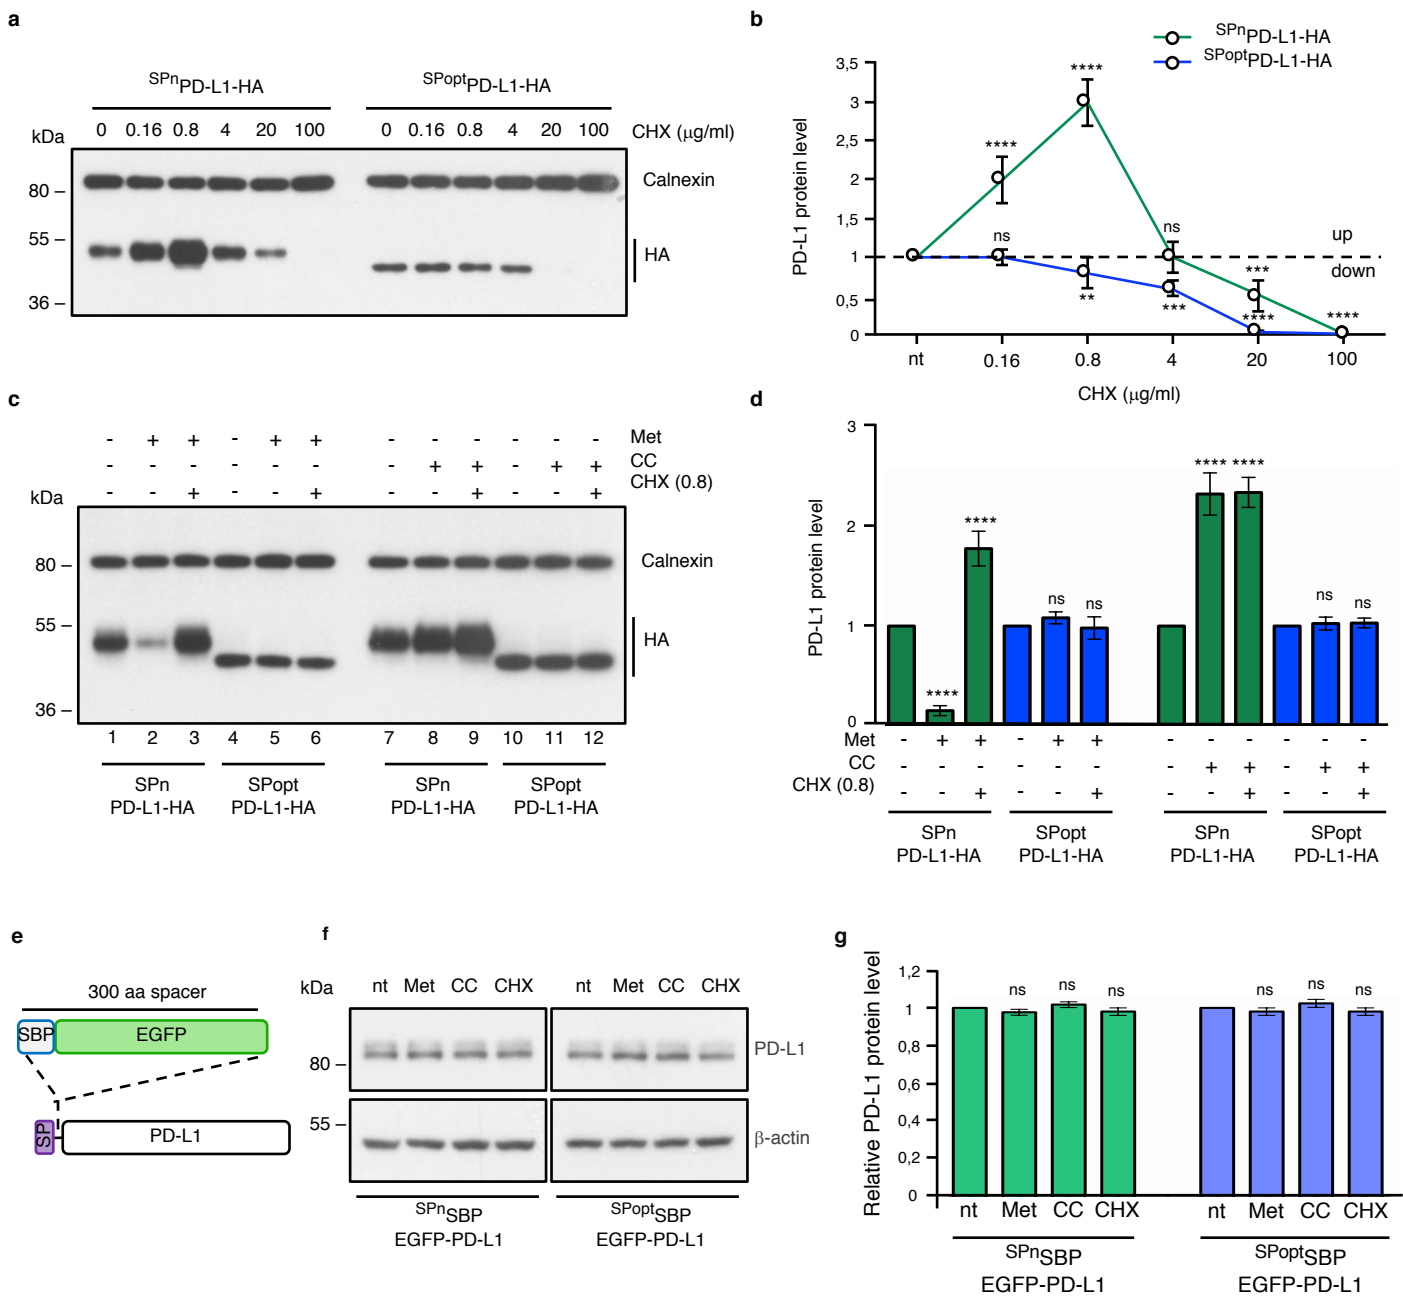 a
SPnPD-L1-HA
SPoptPD-L1-HA
kDa
0 0.16 0.8 4 20 100
0 0.16 0.8 4 20 100
CHX (μg/ml)
80
55
36
Calnexin
HA
b
SPnPD-L1-HA
SPoptPD-L1-HA
PD-L1 protein level
3,5
3
2,5
2
1,5
1
0,5
0
****
****
ns
ns
up
down
**
***
***
****
****
nt 0.16 0.8 4 20 100
CHX (μg/ml)
c
- + + - + + - - - - - - Met
- - - - - - - + + - + + CC
- - + - - + - - + - - + CHX (0.8)
kDa
80
55
36
Calnexin
HA
1 2 3 4 5 6 7 8 9 10 11 12
SPn
PD-L1-HA
SPopt
PD-L1-HA
SPn
PD-L1-HA
SPopt
PD-L1-HA
d
PD-L1 protein level
3
2
1
0
****
****
ns
ns
****
****
ns
ns
Met - + + - + + - - - - - -
CC - - - - - - - + + - + +
CHX (0.8) - - + - - + - - + - - +
SPn
PD-L1-HA
SPopt
PD-L1-HA
SPn
PD-L1-HA
SPopt
PD-L1-HA
e
300 aa spacer
SBP
EGFP
SP
PD-L1
f
kDa
nt Met CC CHX
nt Met CC CHX
80
55
PD-L1
β-actin
SPnSBP
EGFP-PD-L1
SPoptSBP
EGFP-PD-L1
g
Relative PD-L1 protein level
1,2
1
0,8
0,6
0,4
0,2
0
ns ns ns
ns ns ns
nt Met CC CHX
nt Met CC CHX
SPnSBP
EGFP-PD-L1
SPoptSBP
EGFP-PD-L1